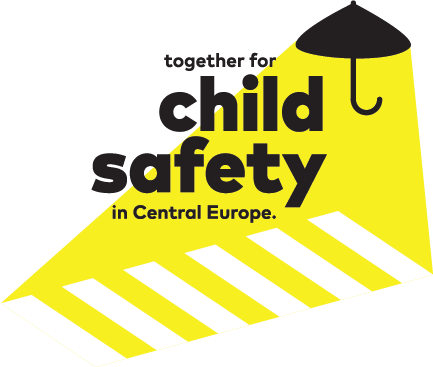 together for
child
safety
in Central Europe.